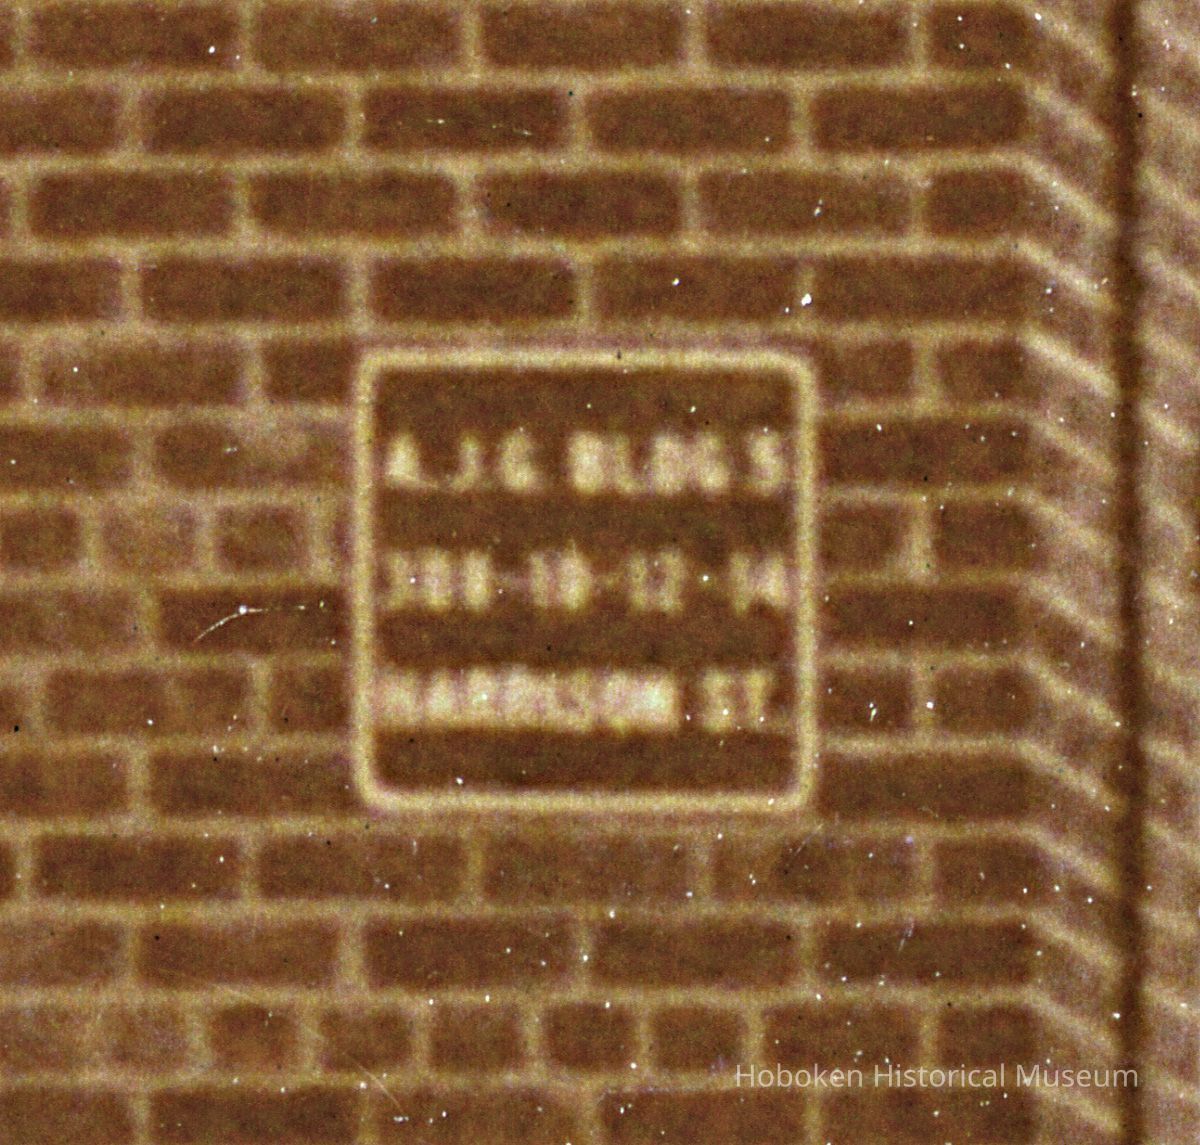 A.J.G BLDG'S
308-10-12-14
HARRISON ST.
Hoboken Historical Museum